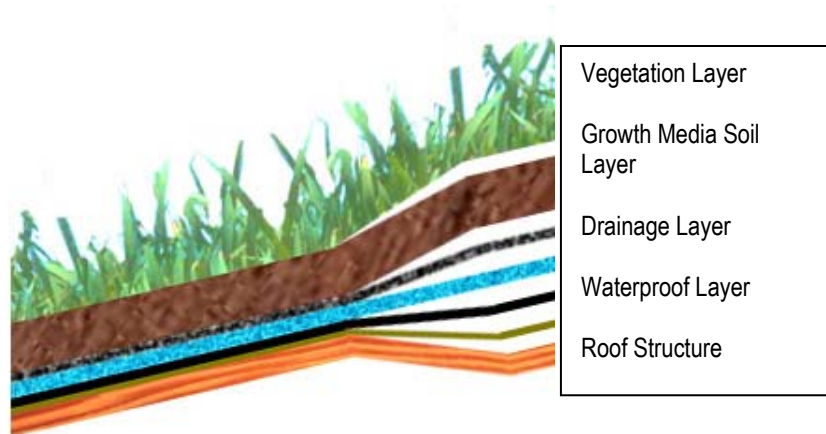 Vegetation Layer
Growth Media Soil
Layer
Drainage Layer
Waterproof Layer
Roof Structure